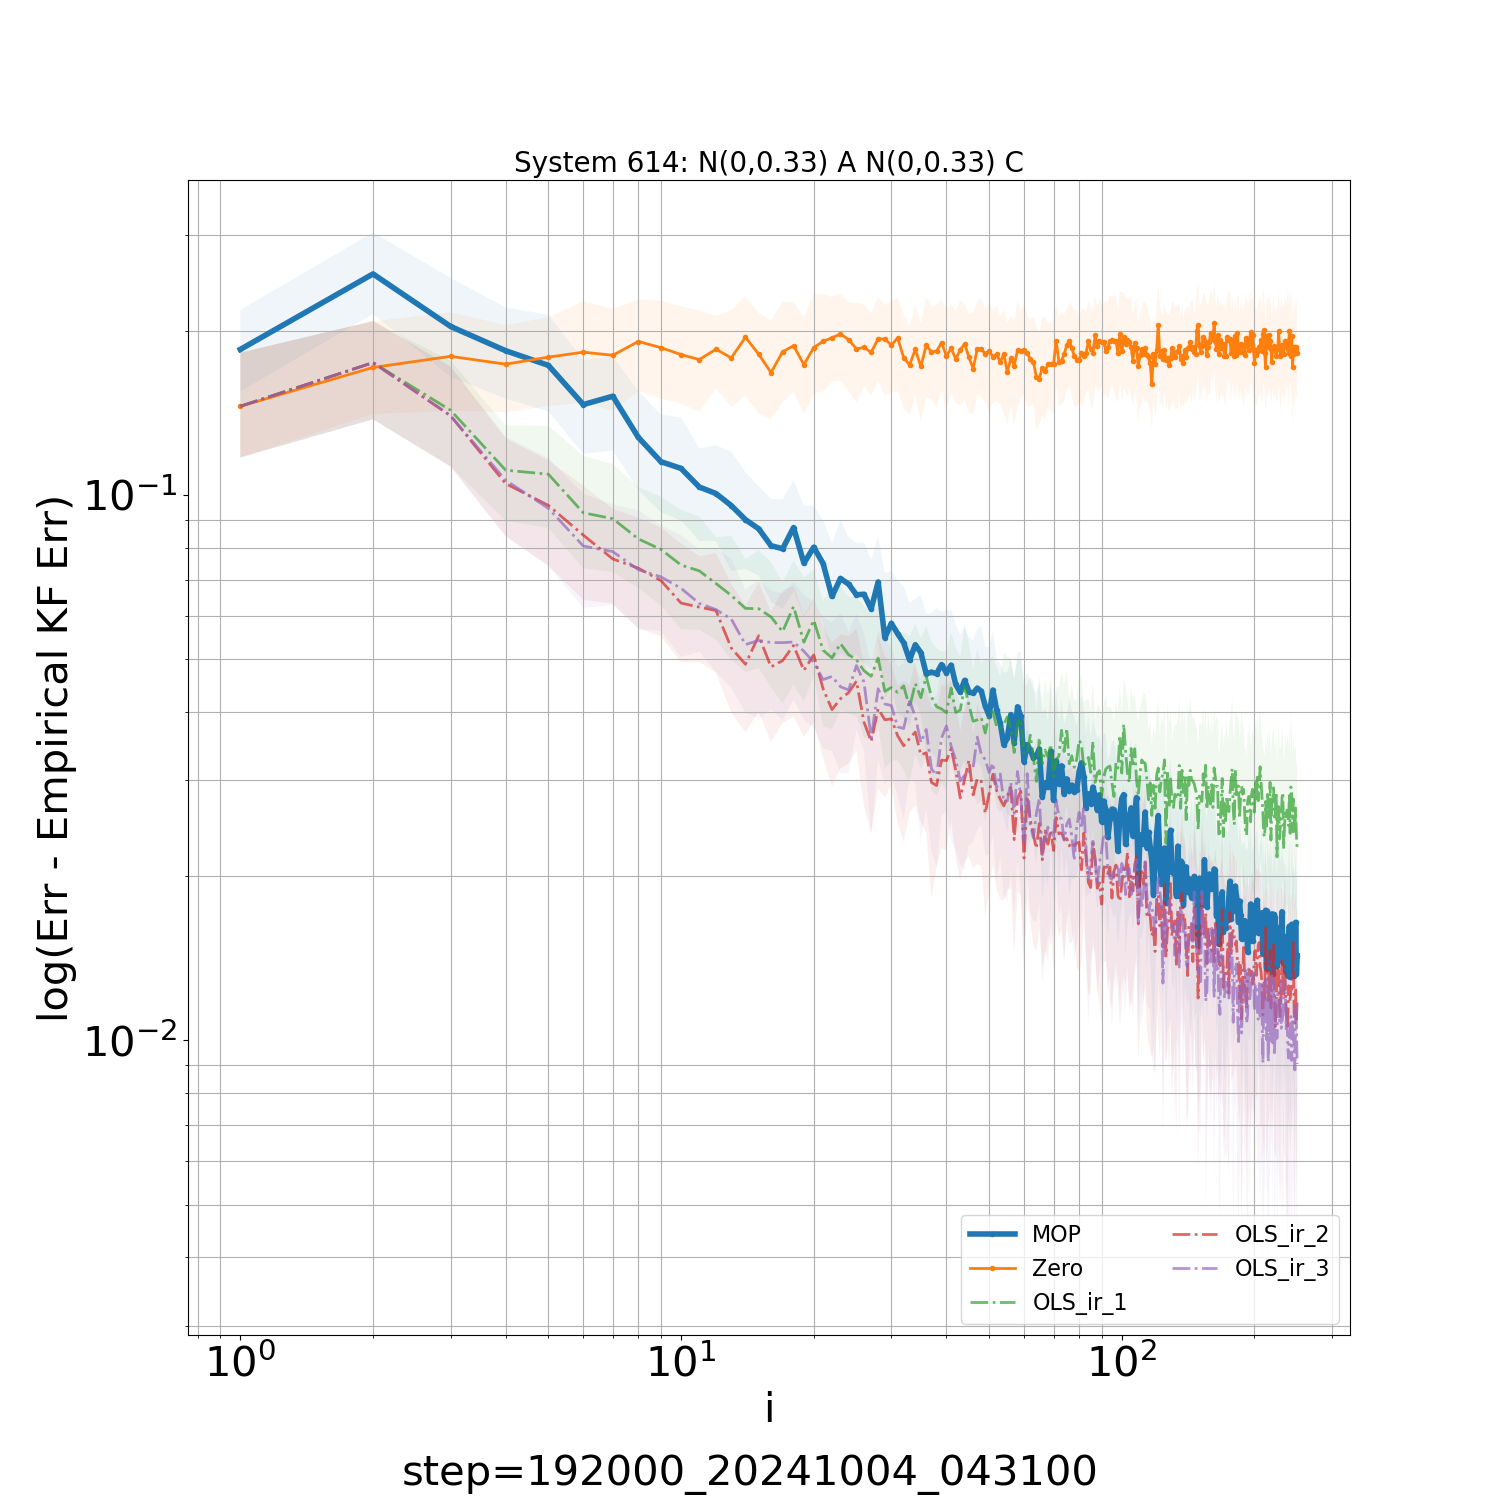 System 614: N(0,0.33) A N(0,0.33) C
log(Err - Empirical KF Err)
10⁻¹
10⁻²
MOP
Zero
OLS_ir_1
OLS_ir_2
OLS_ir_3
10⁰
10¹
10²
i
step=192000_20241004_043100